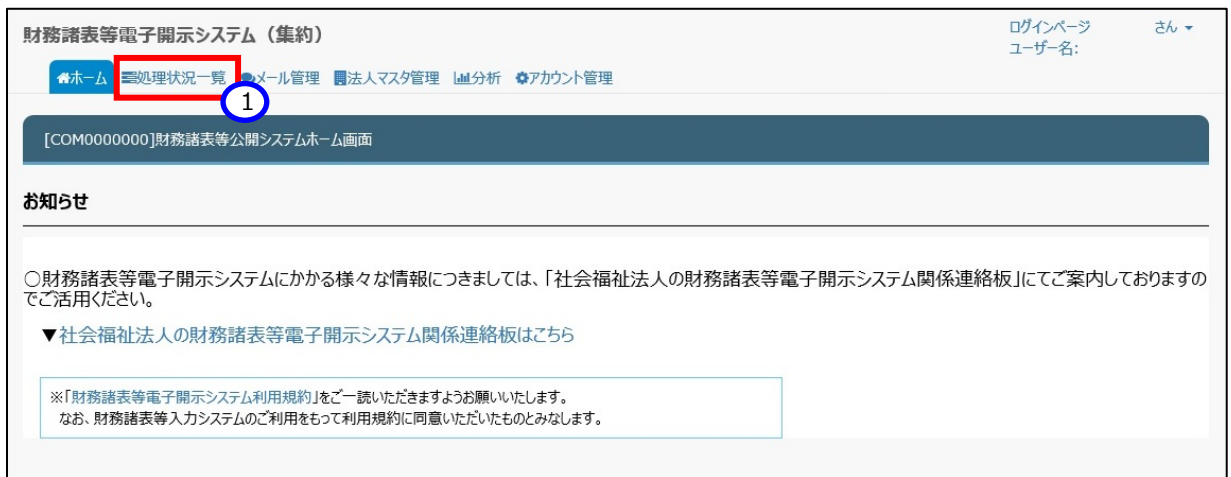 財務諸表等電子開示システム（集約）
ログインページ さん
ユーザー名：
ホーム 処理状況一覧 メール管理 法人マスタ管理 分析 アカウント管理
1
[COM0000000]財務諸表等公開システムホーム画面
お知らせ
○財務諸表等電子開示システムにかかる様々な情報につきましては、「社会福祉法人の財務諸表等電子開示システム関係連絡板」にてご案内しておりますの
でご活用ください。
▼社会福祉法人の財務諸表等電子開示システム関係連絡板はこちら
※「財務諸表等電子開示システム利用規約」をご一読いただきますようお願いいたします。
なお、財務諸表等入力システムのご利用をもって利用規約に同意いただいたものとみなします。